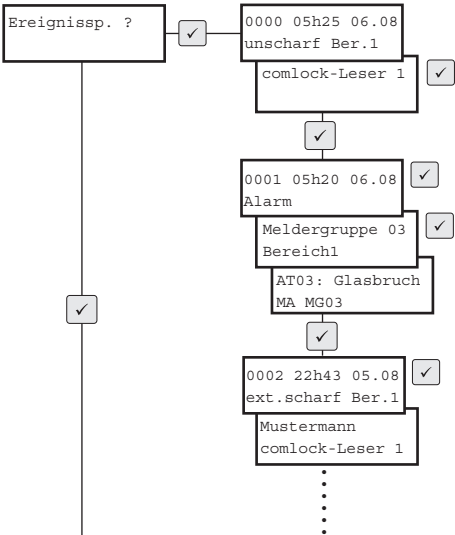 Ereignissp. ?
0000 05h25 06.08
unscharf Ber.1
comlock-Leser 1
0001 05h20 06.08
Alarm
Meldergruppe 03
Bereich1
AT03: Glasbruch
MA MG03
0002 22h43 05.08
ext.scharf Ber.1
Mustermann
comlock-Leser 1